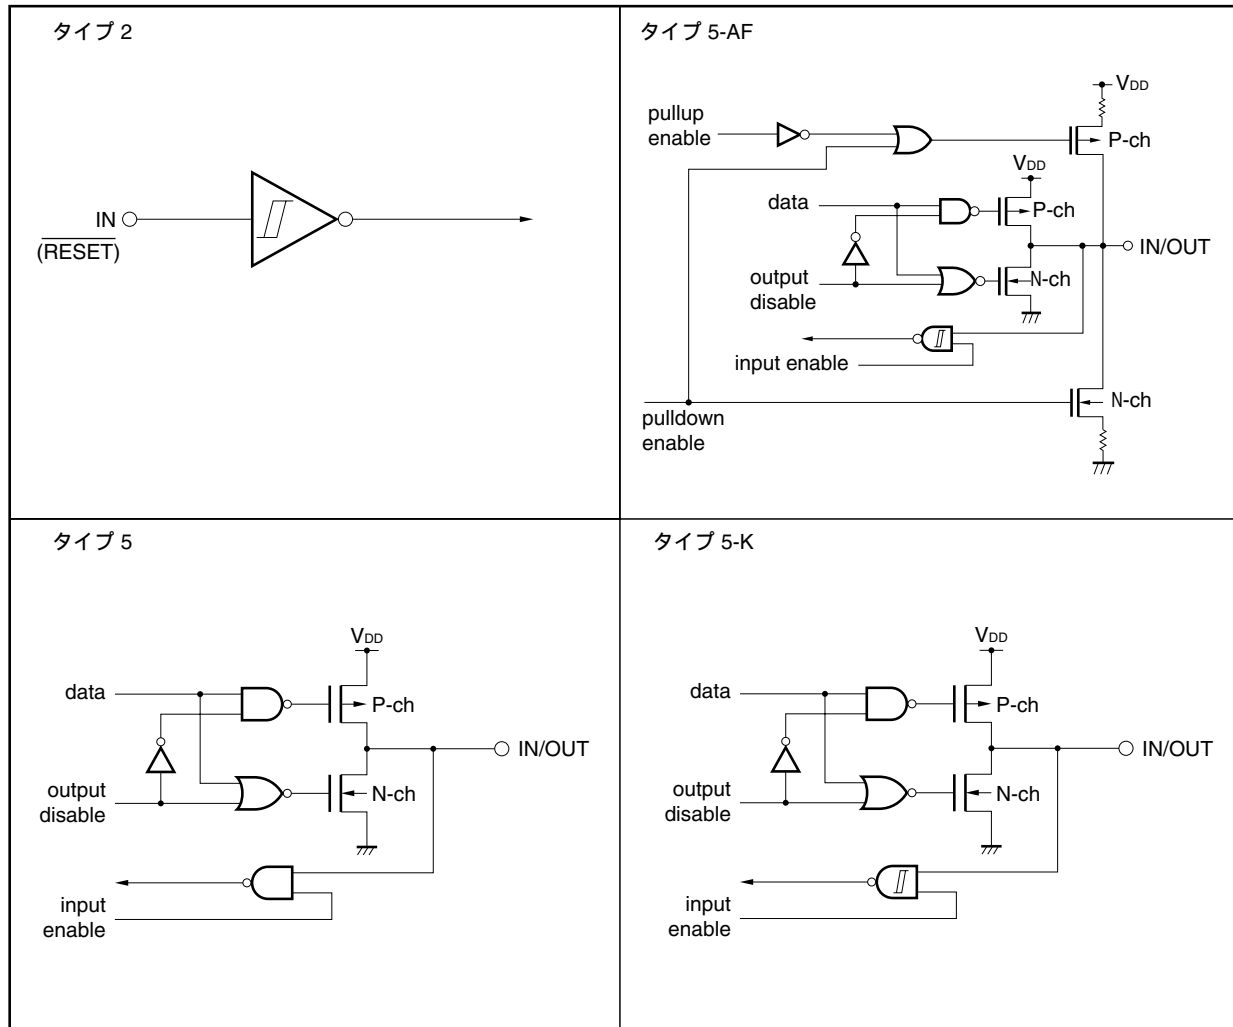 タイプ 2
IN
(RESET)
タイプ 5-AF
VDD
pullup
enable
P-ch
VDD
data
P-ch
IN/OUT
output
disable
N-ch
input enable
N-ch
pulldown
enable
タイプ 5
VDD
data
P-ch
IN/OUT
output
disable
N-ch
input
enable
タイプ 5-K
VDD
data
P-ch
IN/OUT
output
disable
N-ch
input
enable